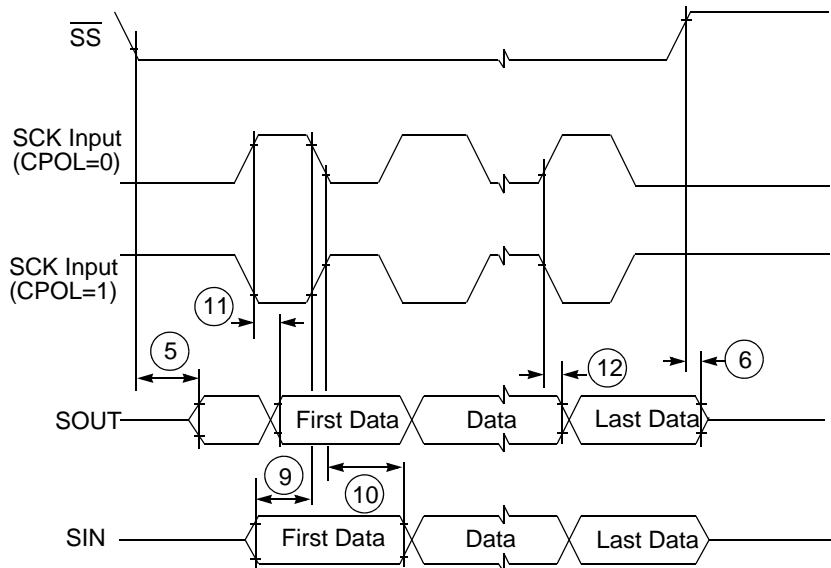 SS
SCK Input
(CPOL=0)
SCK Input
(CPOL=1)
11
5
12
6
SOUT
First Data
Data
Last Data
9
10
SIN
First Data
Data
Last Data